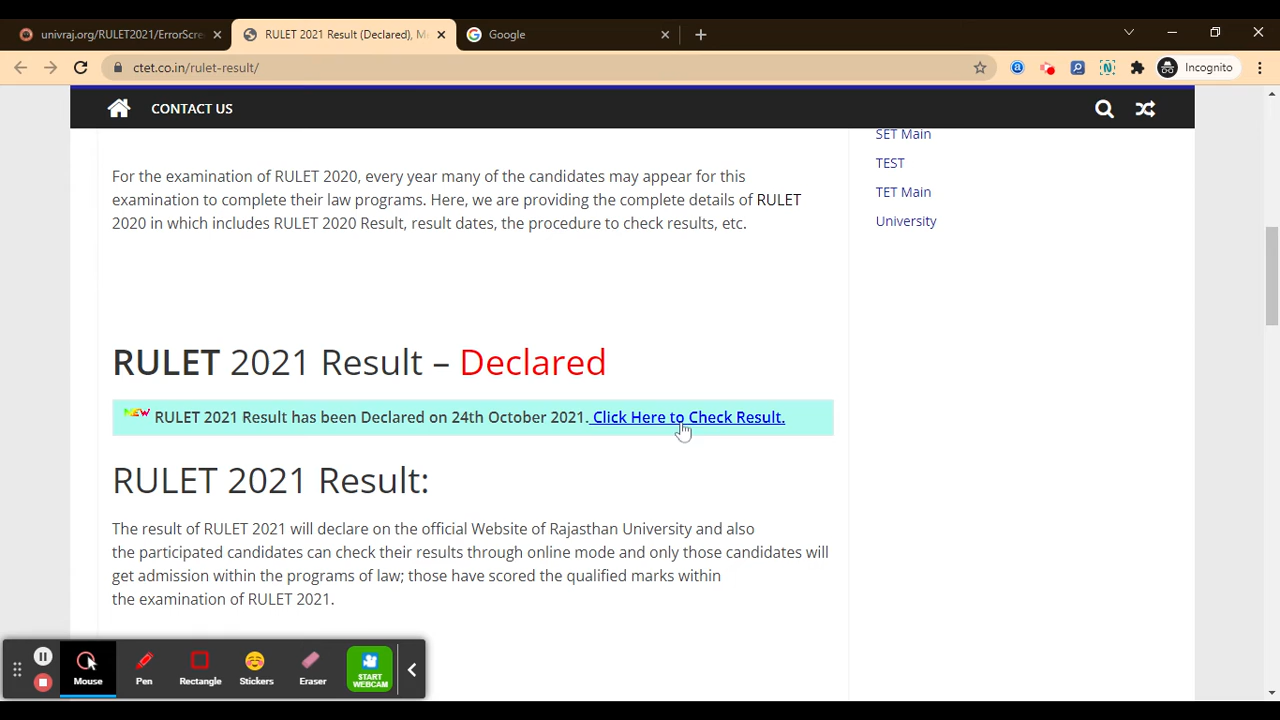 univraj.org/RULET2021/ErrorScre
RULET 2021 Result (Declared), M
Google
ctet.co.in/rulet-result/
Incognito
CONTACT US
SET Main
TEST
TET Main
University
For the examination of RULET 2020, every year many of the candidates may appear for this
examination to complete their law programs. Here, we are providing the complete details of RULET
2020 in which includes RULET 2020 Result, result dates, the procedure to check results, etc.
RULET 2021 Result – Declared
NEW RULET 2021 Result has been Declared on 24th October 2021. Click Here to Check Result.
RULET 2021 Result:
The result of RULET 2021 will declare on the official Website of Rajasthan University and also
the participated candidates can check their results through online mode and only those candidates will
get admission within the programs of law; those have scored the qualified marks within
the examination of RULET 2021.
Mouse
Pen
Rectangle
Stickers
Eraser
START
WEBCAM